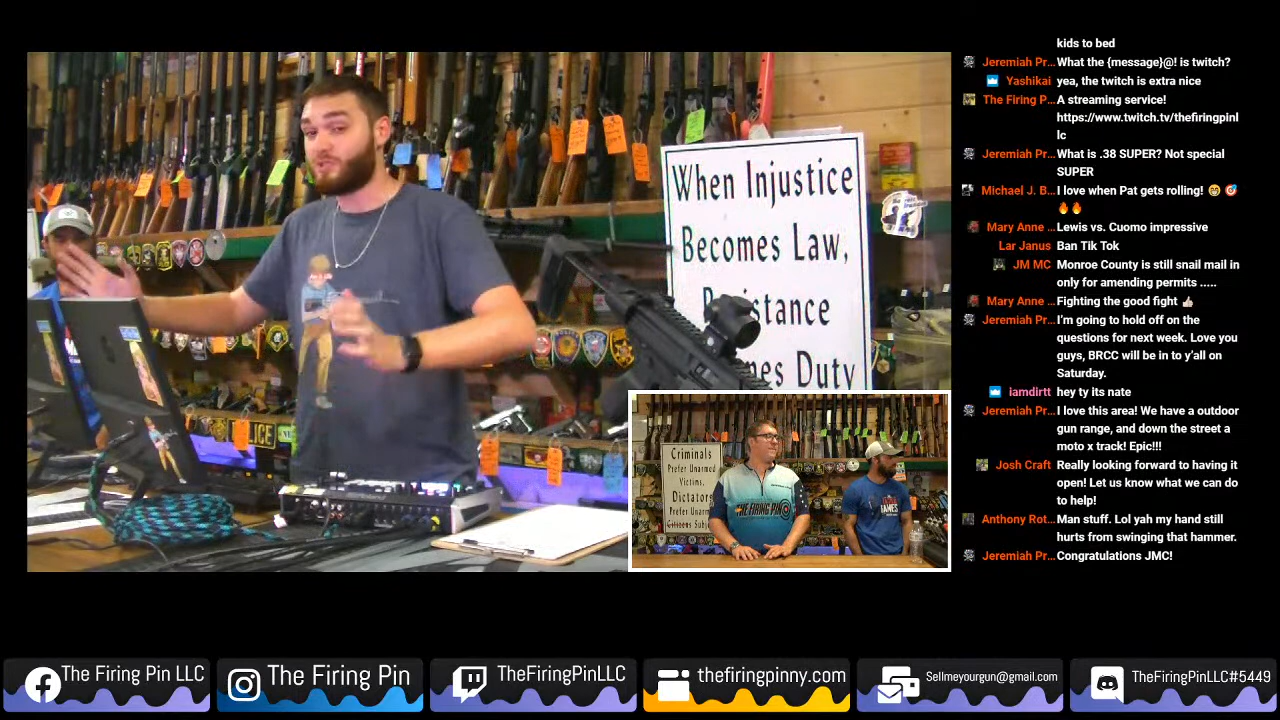 kids to bed
Jeremiah Pr... What the {message}@! is twitch?
Yashikai yea, the twitch is extra nice
The Firing P... A streaming service!
https://www.twitch.tv/thefiringpinl
lc
Jeremiah Pr... What is .38 SUPER? Not special
SUPER
Michael J. B... I love when Pat gets rolling! 😁 🎯
🔥🔥
Mary Anne ... Lewis vs. Cuomo impressive
Lar Janus Ban Tik Tok
JM MC Monroe County is still snail mail in
only for amending permits .....
Mary Anne ... Fighting the good fight 👍🏻
Jeremiah Pr... I'm going to hold off on the
questions for next week. Love you
guys, BRCC will be in to y'all on
Saturday.
iamdirtt hey ty its nate
Jeremiah Pr... I love this area! We have a outdoor
gun range, and down the street a
moto x track! Epic!!!
Josh Craft Really looking forward to having it
open! Let us know what we can do
to help!
Anthony Rot... Man stuff. Lol yah my hand still
hurts from swinging that hammer.
Jeremiah Pr... Congratulations JMC!
When Injustice
Becomes Law,
stance
mes Duty
POLICE
Criminals
Prefer Unarmed
Victims,
Dictators
Prefer Unarm
Citizens Subj
THE FIRING PIN
JAMES
The Firing Pin LLC
The Firing Pin
TheFiringPinLLC
thefiringpinny.com
Sellmeyourgun@gmail.com
TheFiringPinLLC#5449